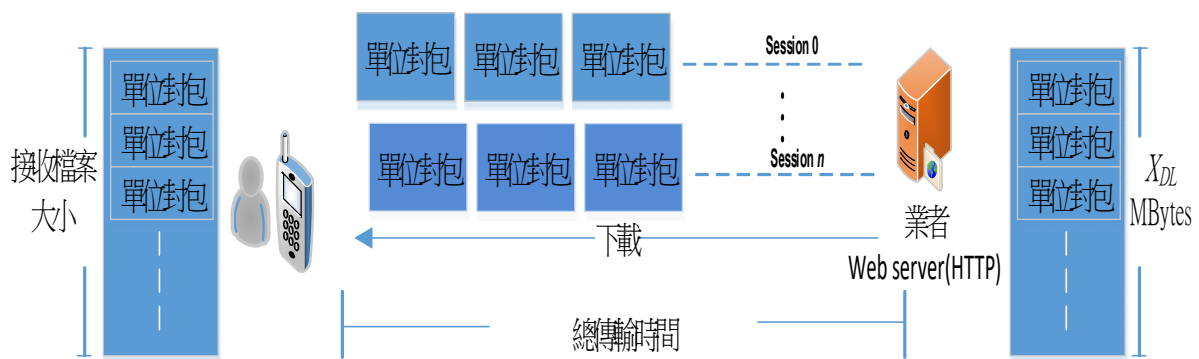 接收檔案
大小
單位封包
單位封包
單位封包
單位封包 單位封包 單位封包
Session 0
單位封包 單位封包 單位封包
Session n
下載
總傳輸時間
業者
Web server(HTTP)
單位封包
單位封包
單位封包
XDL
MBytes